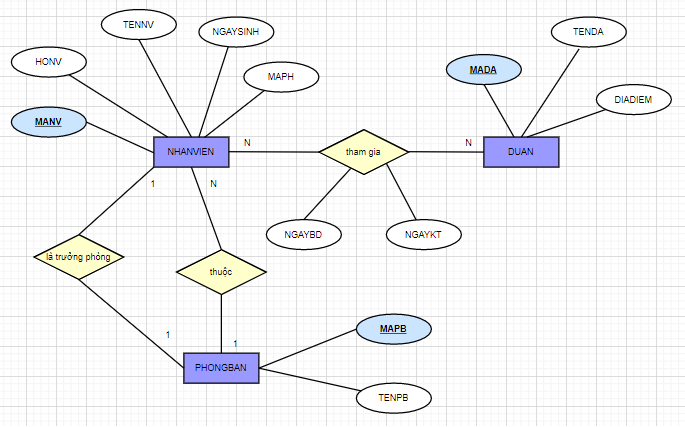 TENNV
NGAYSINH
TENDA
HONV
MAPH
MADA
DIADIEM
MANV
NHANVIEN
N
tham gia
N
DUAN
1
N
NGAYBD
NGAYKT
là trưởng phóng
thuộc
1
1
MAPB
PHONGBAN
TENPB